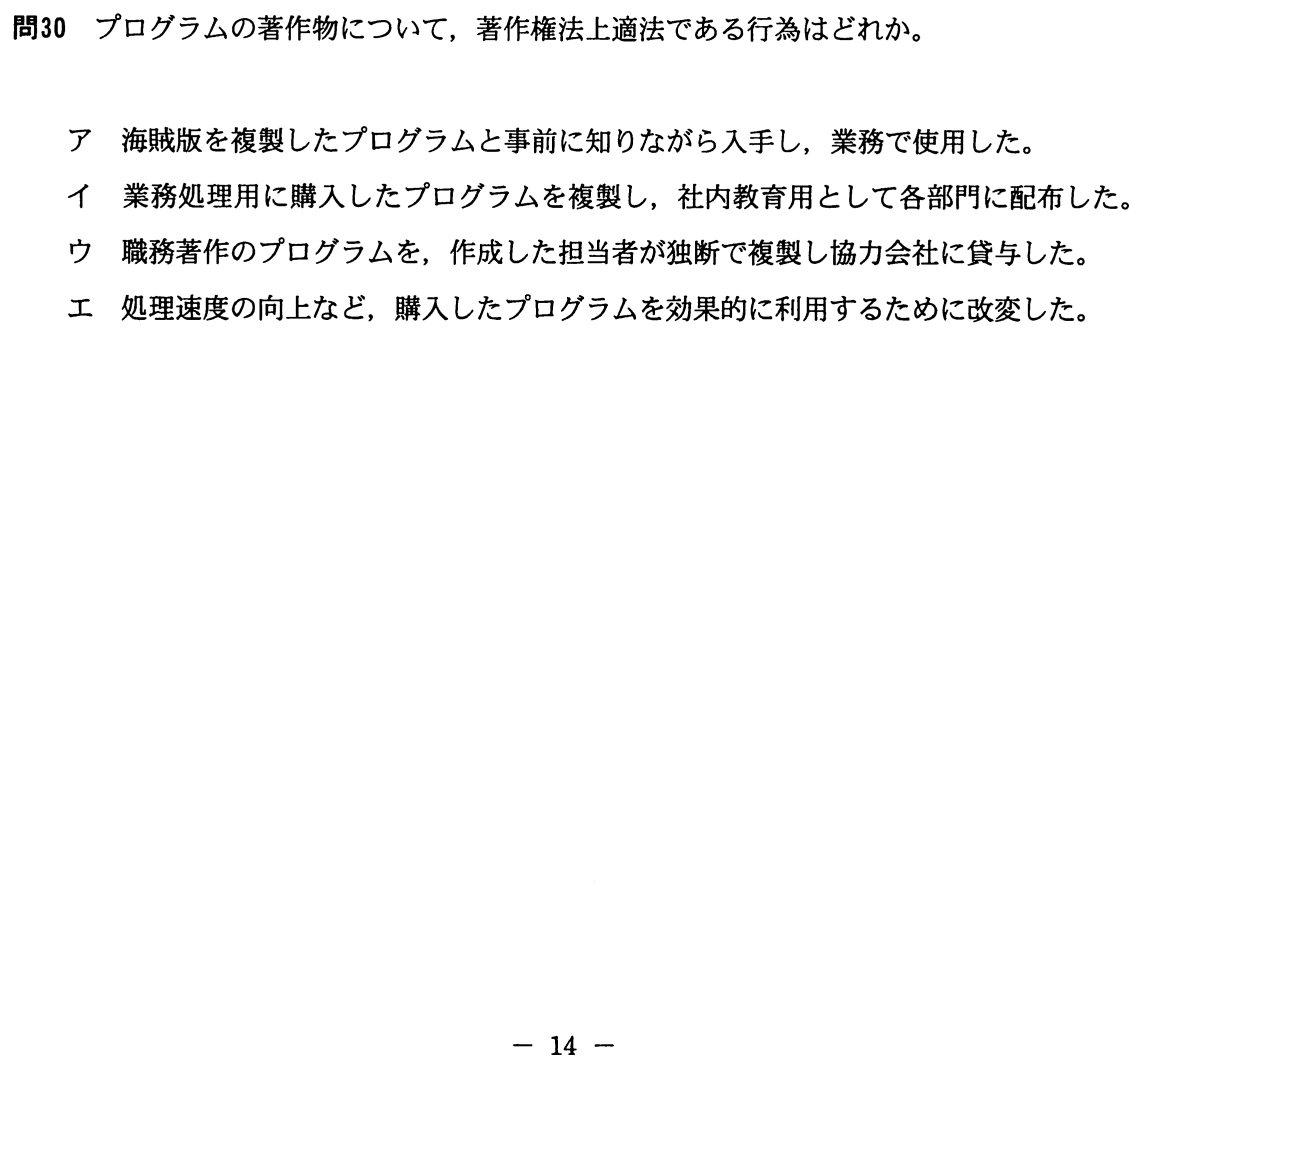 問30　プログラムの著作物について，著作権法上適法である行為はどれか。
ア　海賊版を複製したプログラムと事前に知りながら入手し，業務で使用した。
イ　業務処理用に購入したプログラムを複製し，社内教育用として各部門に配布した。
ウ　職務著作のプログラムを，作成した担当者が独断で複製し協力会社に貸与した。
エ　処理速度の向上など，購入したプログラムを効果的に利用するために改変した。
－ 14 －